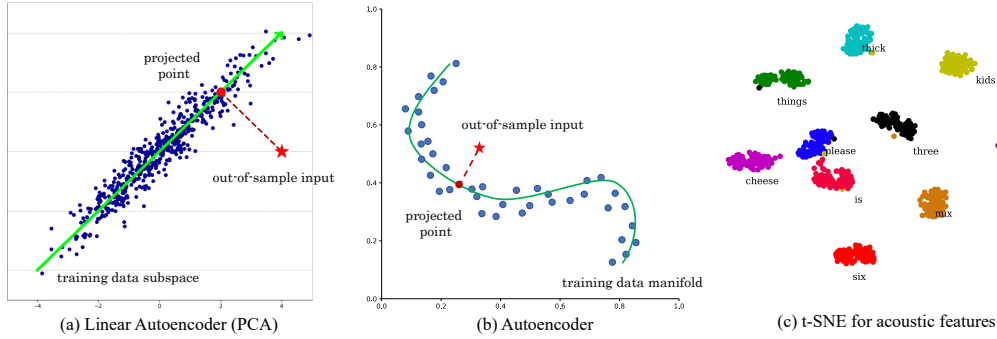 projected
point
out-of-sample input
training data subspace
−4
−2
0
2
4
(a) Linear Autoencoder (PCA)
1.0
0.8
0.6
0.4
0.2
0.0
out-of-sample input
projected
point
training data manifold
0.0
0.2
0.4
0.6
0.8
1.0
(b) Autoencoder
thick
kids
things
three
please
cheese
is
mix
six
(c) t-SNE for acoustic features